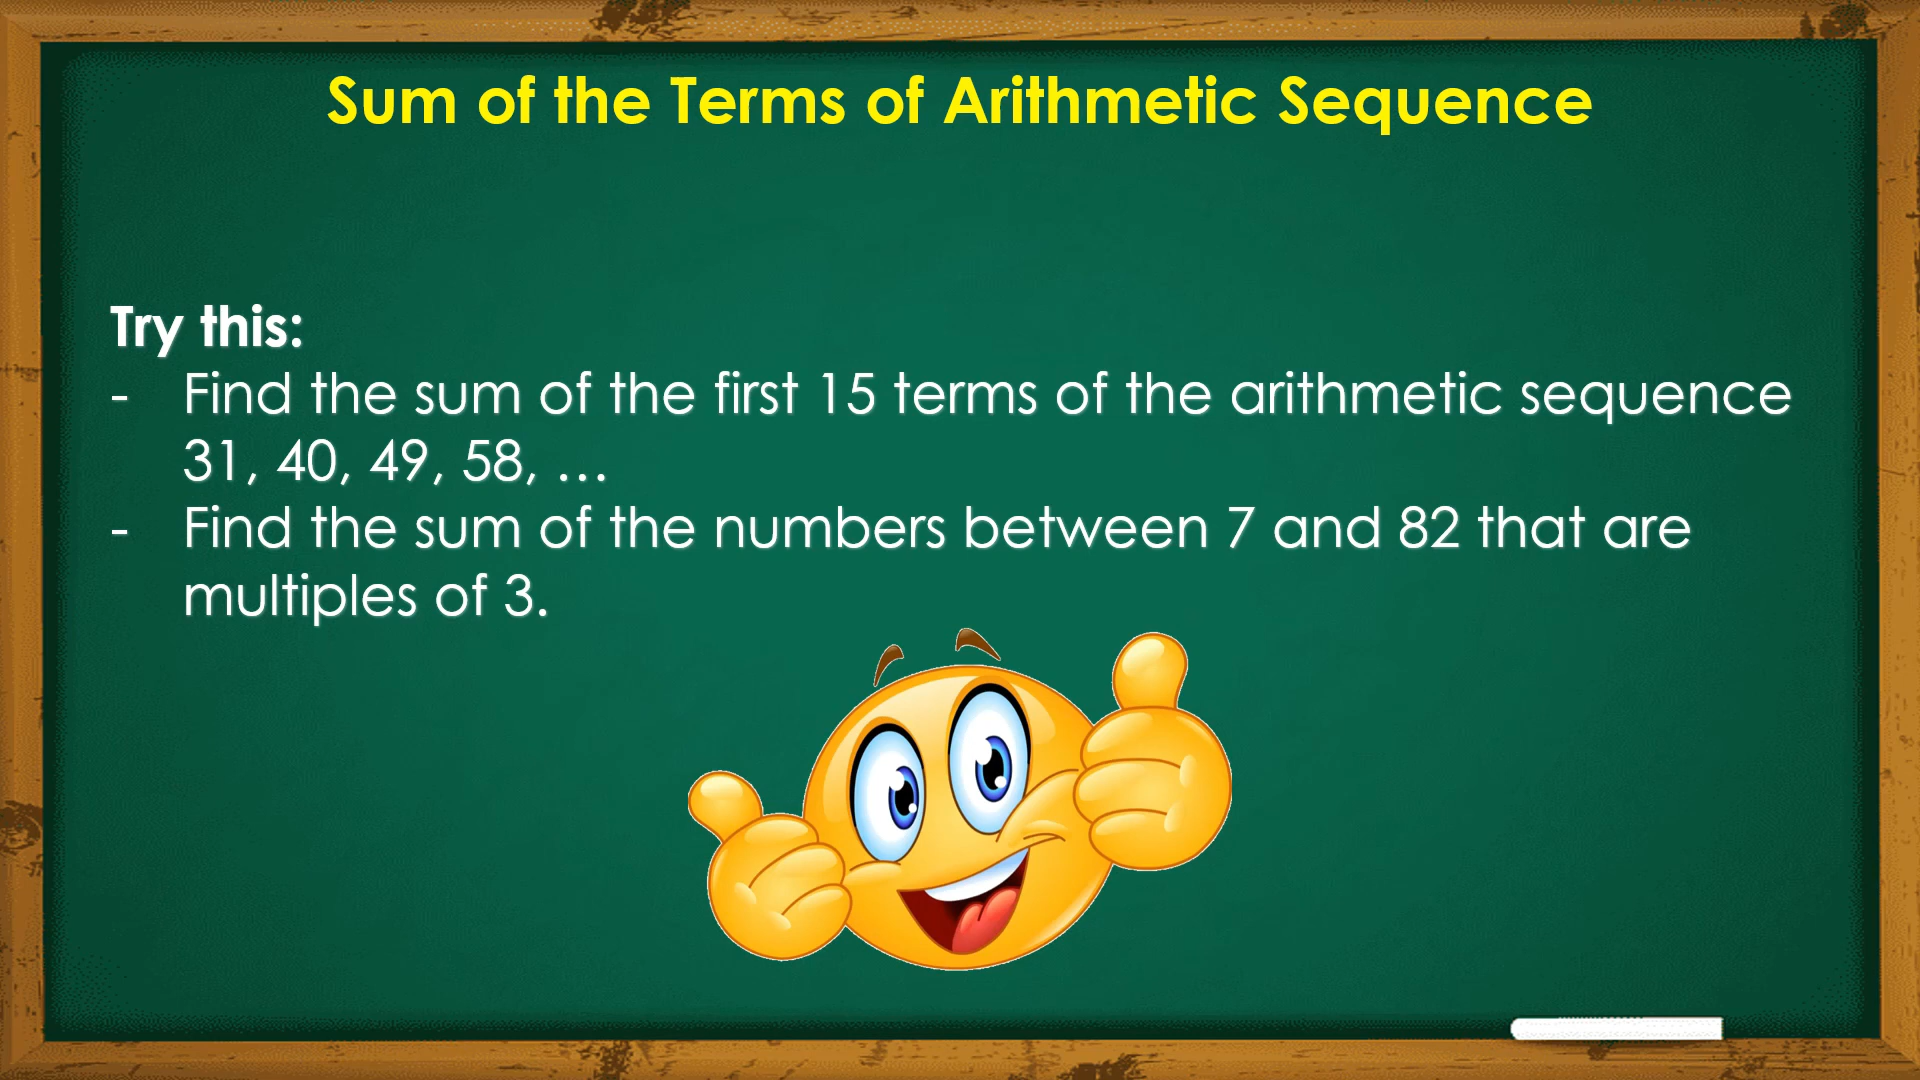 Sum of the Terms of Arithmetic Sequence
Try this:
- Find the sum of the first 15 terms of the arithmetic sequence
31, 40, 49, 58, …
- Find the sum of the numbers between 7 and 82 that are
multiples of 3.